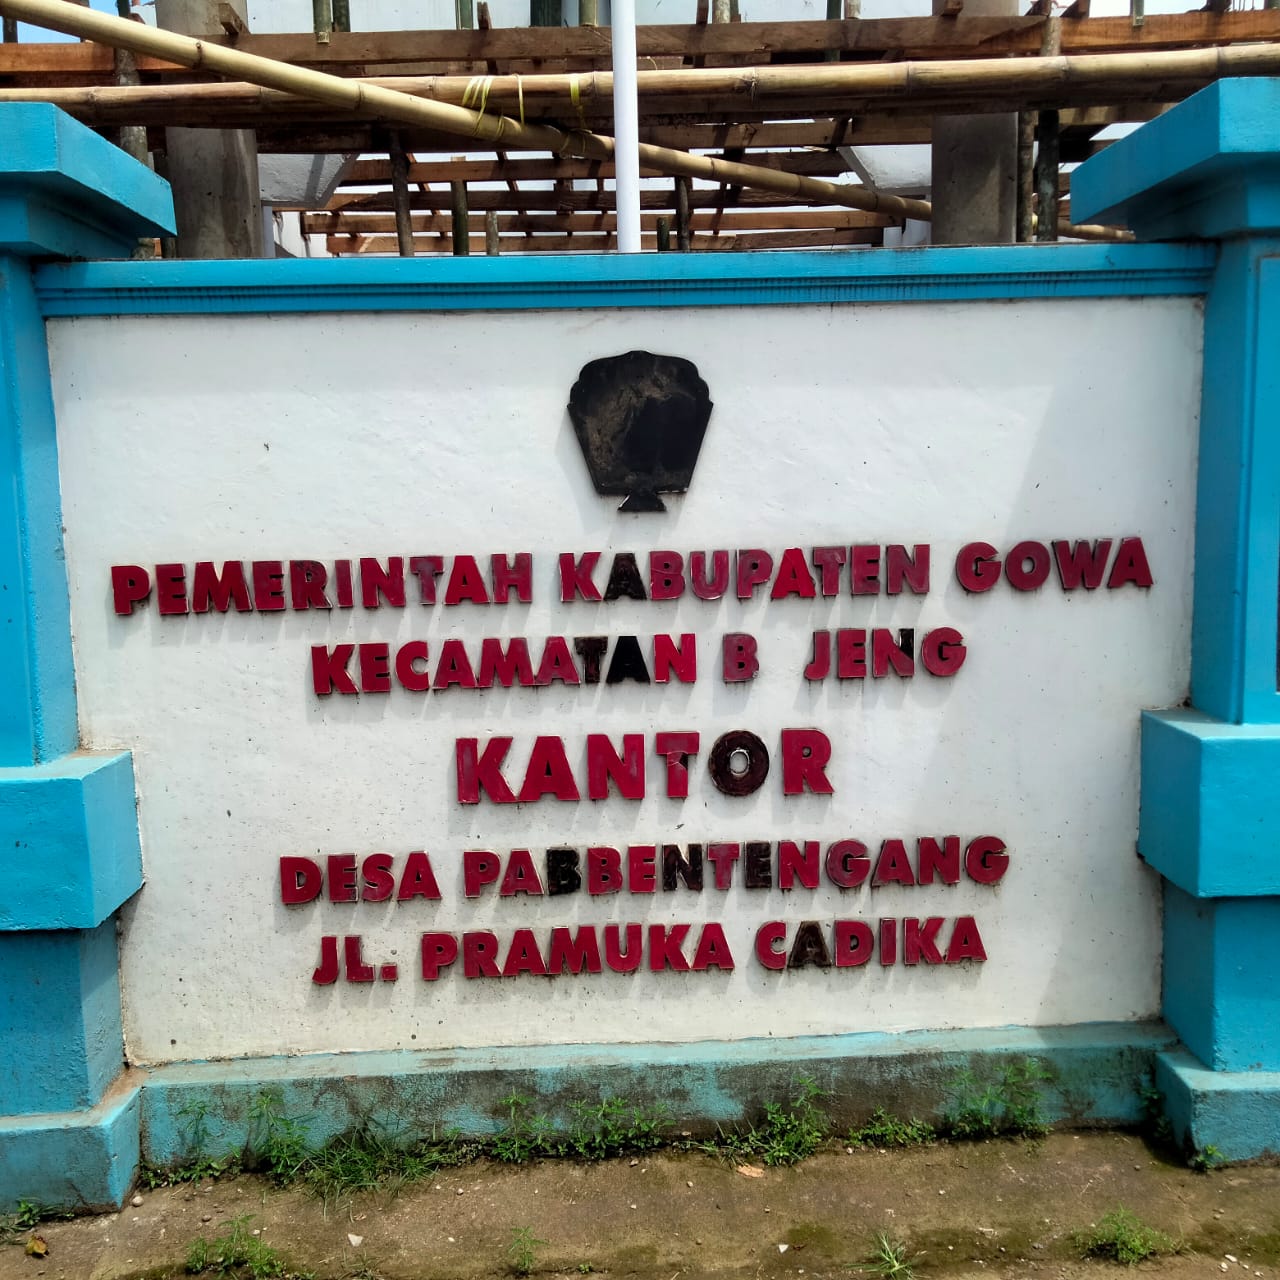 PEMERINTAH KABUPATEN GOWA
KECAMATAN B JENG
KANTOR
DESA PABBENTENGANG
JL. PRAMUKA CADIKA